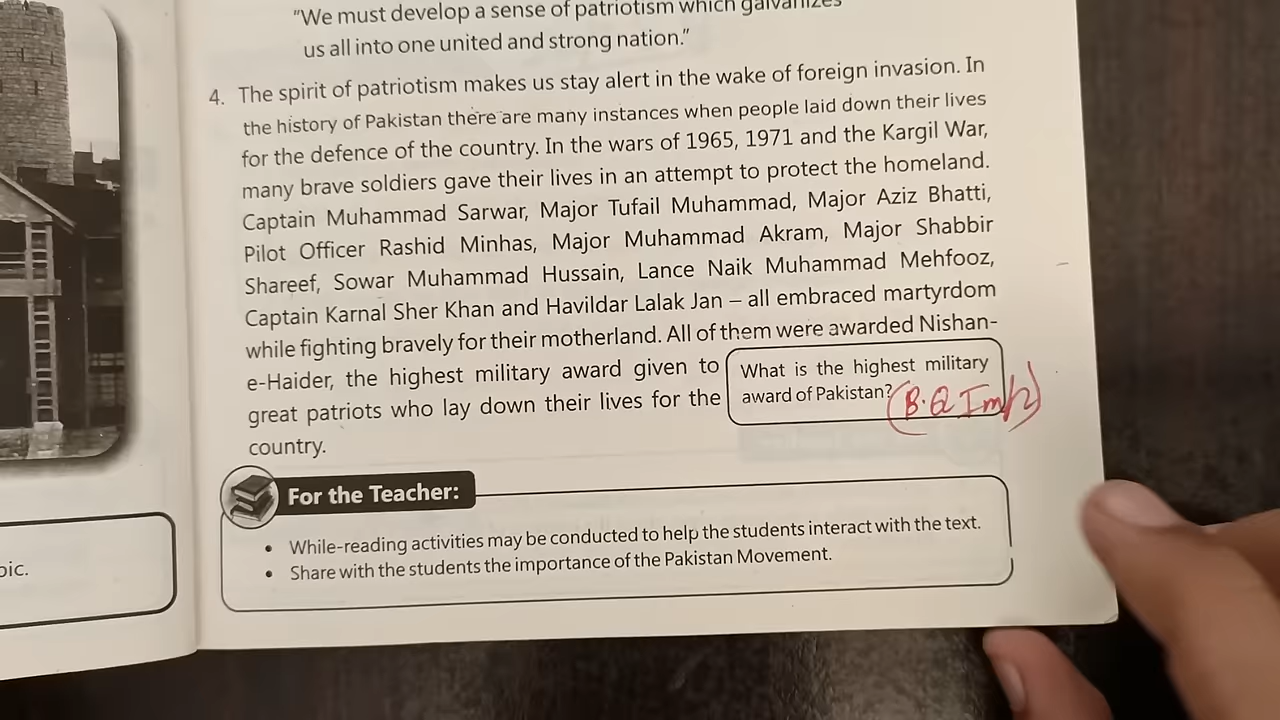 "We must develop a sense of patriotism which galvanizes
us all into one united and strong nation."
4. The spirit of patriotism makes us stay alert in the wake of foreign invasion. In
the history of Pakistan there are many instances when people laid down their lives
for the defence of the country. In the wars of 1965, 1971 and the Kargil War,
many brave soldiers gave their lives in an attempt to protect the homeland.
Captain Muhammad Sarwar, Major Tufail Muhammad, Major Aziz Bhatti,
Pilot Officer Rashid Minhas, Major Muhammad Akram, Major Shabbir
Shareef, Sowar Muhammad Hussain, Lance Naik Muhammad Mehfooz,
Captain Karnal Sher Khan and Havildar Lalak Jan – all embraced martyrdom
while fighting bravely for their motherland. All of them were awarded Nishan-
e-Haider, the highest military award given to
great patriots who lay down their lives for the
country.
What is the highest military
award of Pakistan?
(B.Q Imp)
For the Teacher:
• While-reading activities may be conducted to help the students interact with the text.
• Share with the students the importance of the Pakistan Movement.